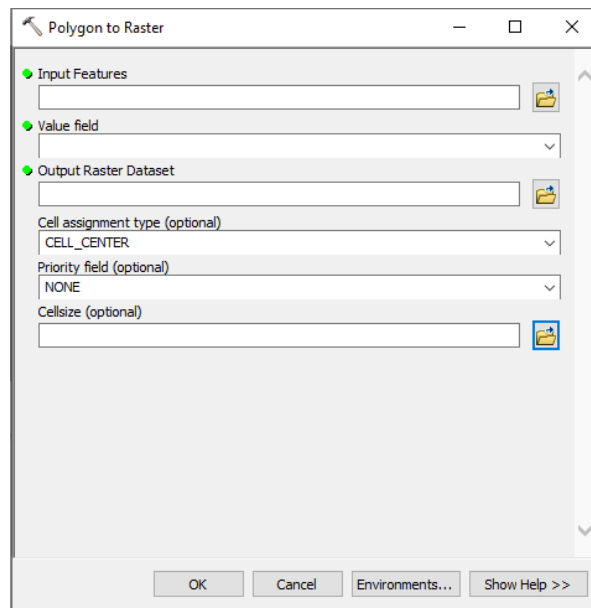 Polygon to Raster
Input Features
Value field
Output Raster Dataset
Cell assignment type (optional)
CELL_CENTER
Priority field (optional)
NONE
Cellsize (optional)
OK Cancel Environments... Show Help >>